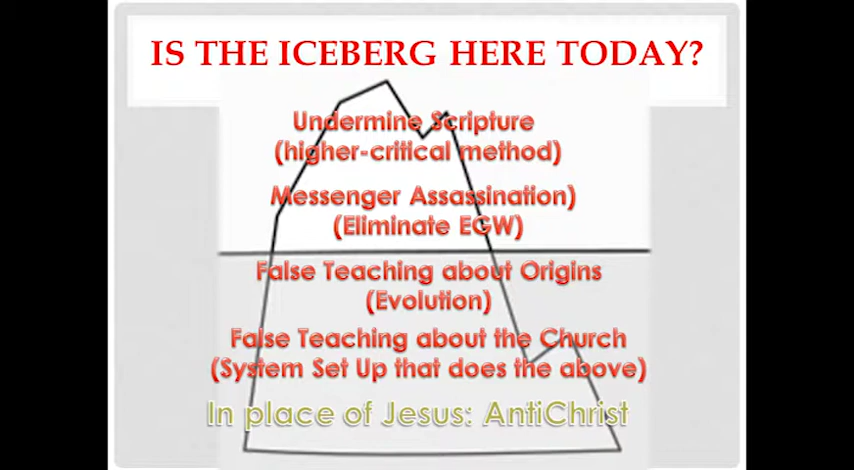 IS THE ICEBERG HERE TODAY?
Undermine Scripture
(higher-critical method)
Messenger Assassination)
(Eliminate EGW)
False Teaching about Origins
(Evolution)
False Teaching about the Church
(System Set Up that does the above)
In place of Jesus: AntiChrist